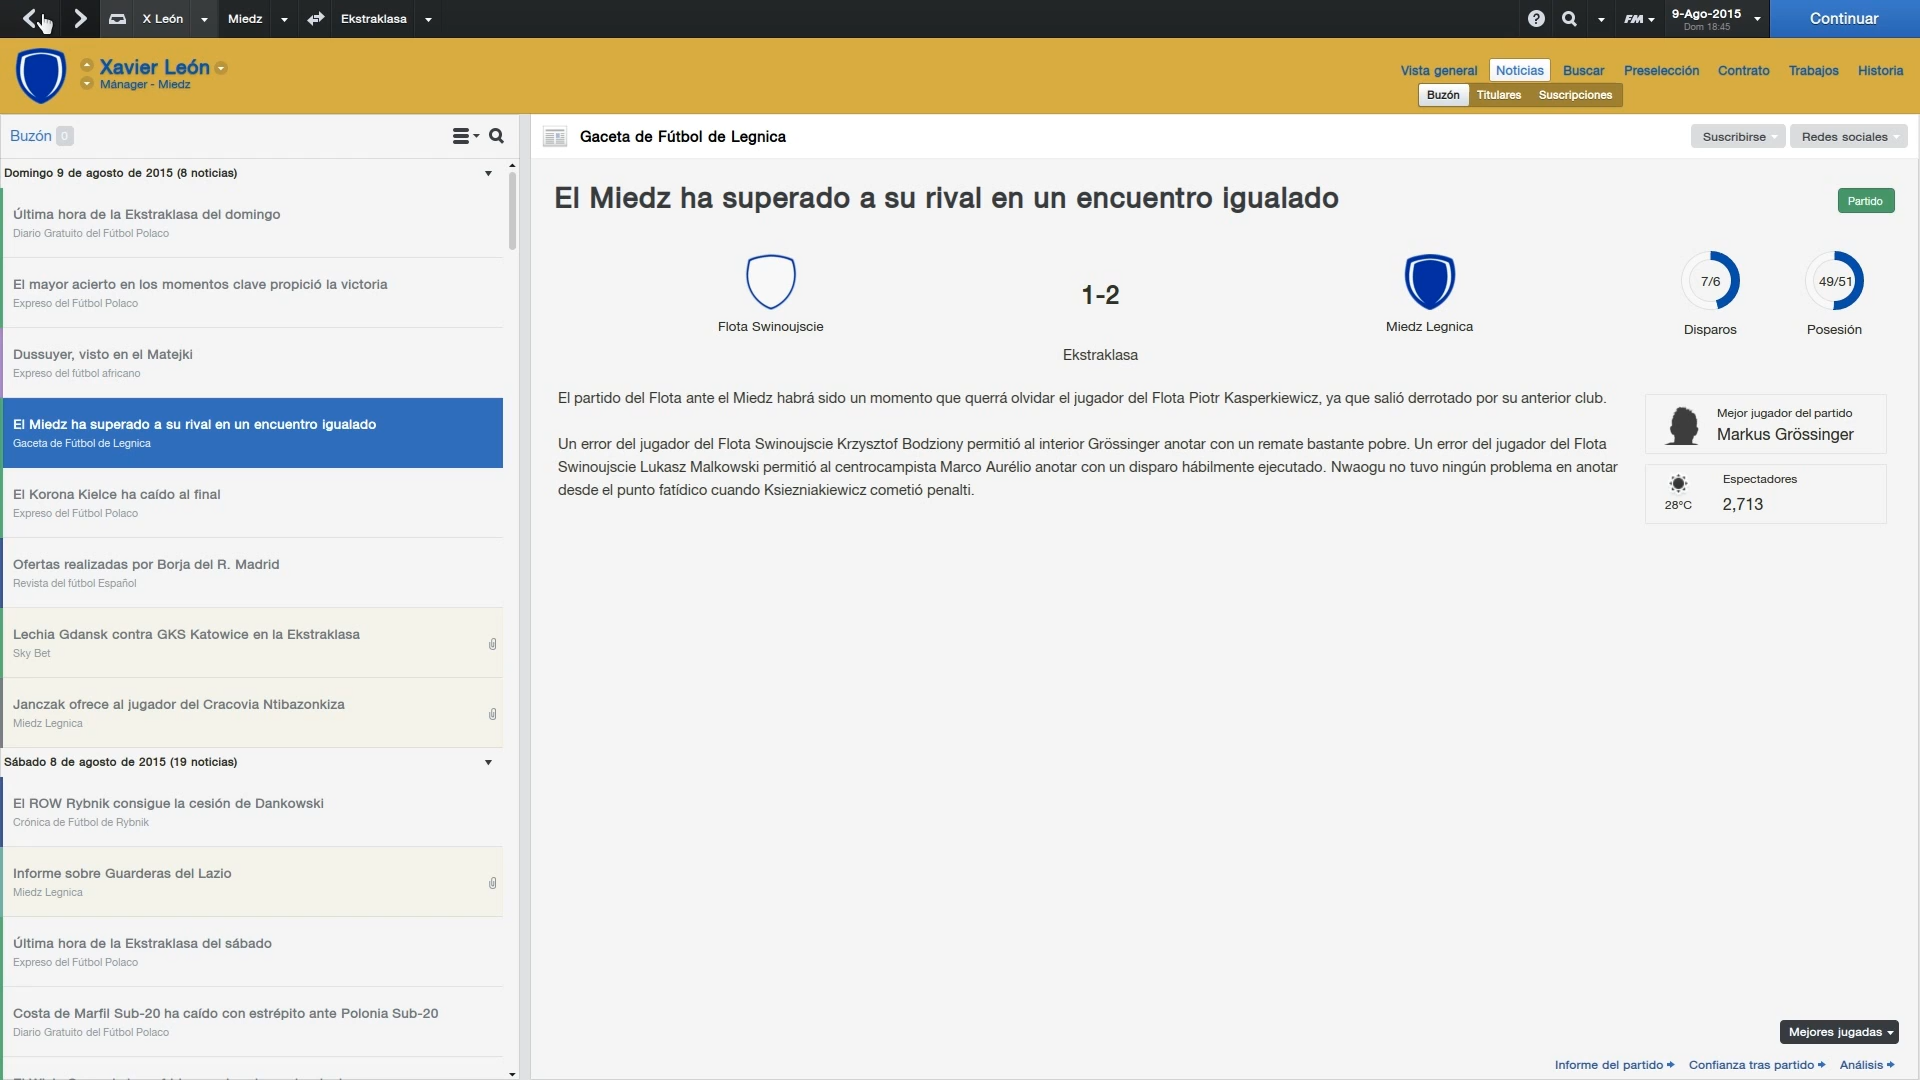 X León
Miedz
Ekstraklasa
FM
9-Ago-2015
Dom 18:45
Continuar
Xavier León
Mánager - Miedz
Vista general
Noticias
Buscar
Preselección
Contrato
Trabajos
Historia
Buzón
Titulares
Suscripciones
Buzón 0
Domingo 9 de agosto de 2015 (8 noticias)
Última hora de la Ekstraklasa del domingo
Diario Gratuito del Fútbol Polaco
El mayor acierto en los momentos clave propició la victoria
Expreso del Fútbol Polaco
Dussuyer, visto en el Matejki
Expreso del fútbol africano
El Miedz ha superado a su rival en un encuentro igualado
Gaceta de Fútbol de Legnica
El Korona Kielce ha caído al final
Expreso del Fútbol Polaco
Ofertas realizadas por Borja del R. Madrid
Revista del fútbol Español
Lechia Gdansk contra GKS Katowice en la Ekstraklasa
Sky Bet
Janczak ofrece al jugador del Cracovia Ntibazonkiza
Miedz Legnica
Sábado 8 de agosto de 2015 (19 noticias)
El ROW Rybnik consigue la cesión de Dankowski
Crónica de Fútbol de Rybnik
Informe sobre Guarderas del Lazio
Miedz Legnica
Última hora de la Ekstraklasa del sábado
Expreso del Fútbol Polaco
Costa de Marfil Sub-20 ha caído con estrépito ante Polonia Sub-20
Diario Gratuito del Fútbol Polaco
Gaceta de Fútbol de Legnica
Suscribirse
Redes sociales
El Miedz ha superado a su rival en un encuentro igualado
Partido
Flota Swinoujscie
1-2
Miedz Legnica
Ekstraklasa
7/6
Disparos
49/51
Posesión
El partido del Flota ante el Miedz habrá sido un momento que querrá olvidar el jugador del Flota Piotr Kasperkiewicz, ya que salió derrotado por su anterior club.
Un error del jugador del Flota Swinoujscie Krzysztof Bodziony permitió al interior Grössinger anotar con un remate bastante pobre. Un error del jugador del Flota
Swinoujscie Lukasz Malkowski permitió al centrocampista Marco Aurélio anotar con un disparo hábilmente ejecutado. Nwaogu no tuvo ningún problema en anotar
desde el punto fatídico cuando Ksiezniakiewicz cometió penalti.
Mejor jugador del partido
Markus Grössinger
28°C
Espectadores
2,713
Mejores jugadas
Informe del partido
Confianza tras partido
Análisis